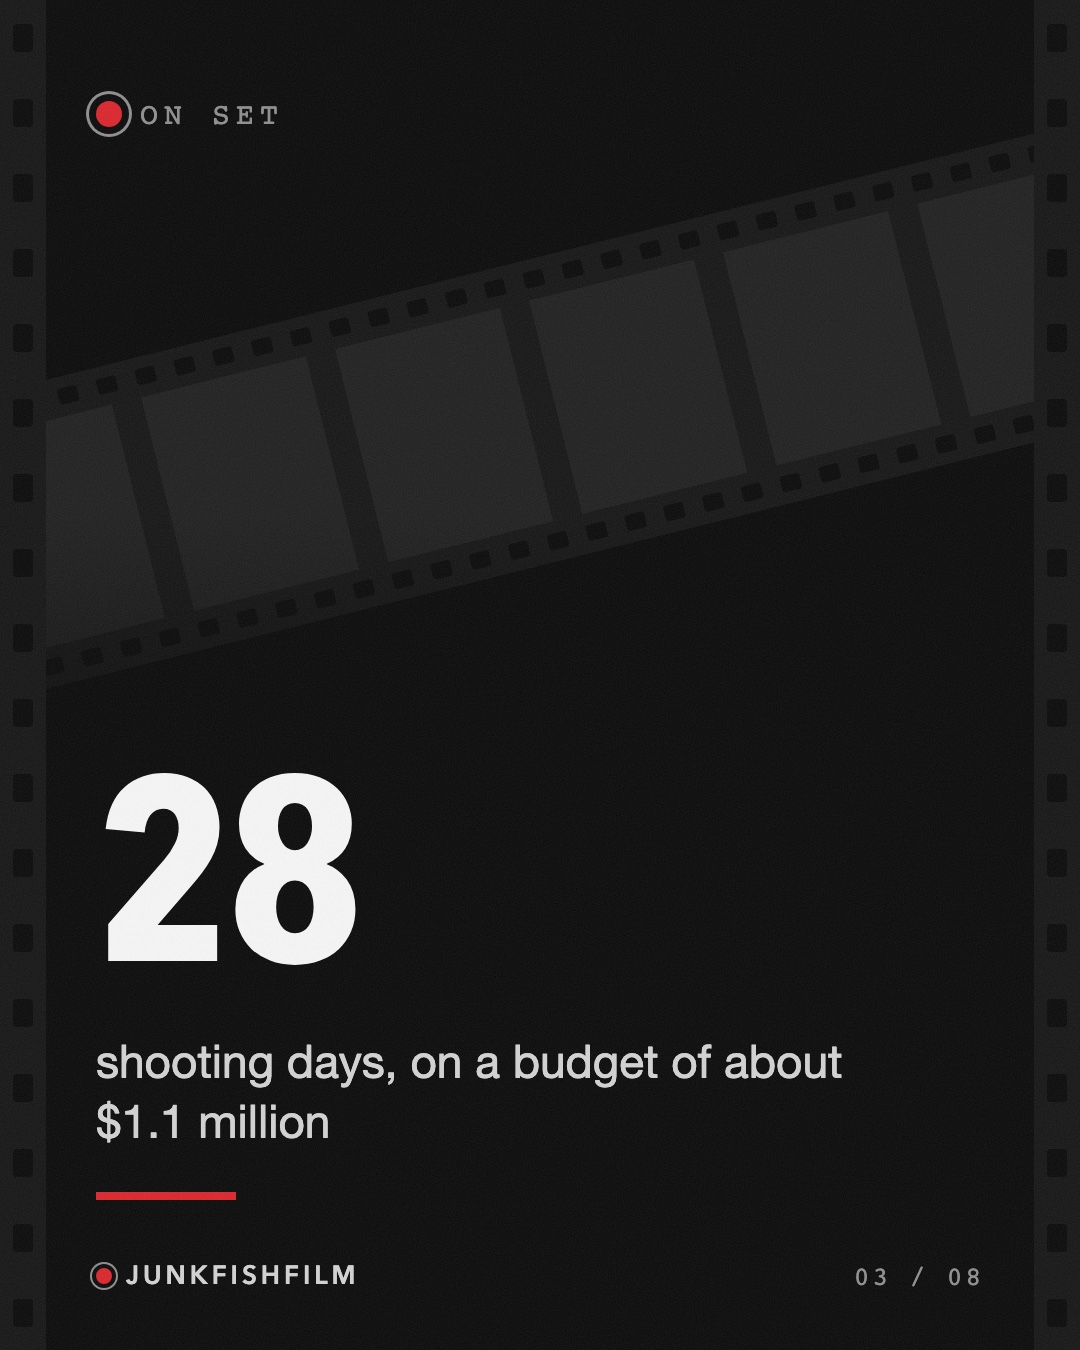 ON SET
28
shooting days, on a budget of about
$1.1 million
JUNKFISHFILM
03 / 08